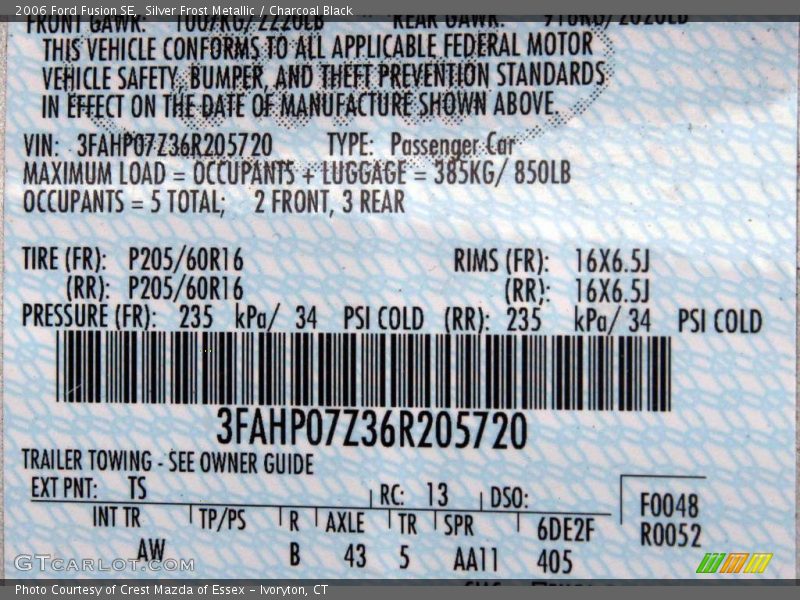 2006 Ford Fusion SE, Silver Frost Metallic / Charcoal Black
FRONT GAWR: 1007KG/2220LB REAR GAWR: 918KG/2020LB
THIS VEHICLE CONFORMS TO ALL APPLICABLE FEDERAL MOTOR
VEHICLE SAFETY, BUMPER, AND THEFT PREVENTION STANDARDS
IN EFFECT ON THE DATE OF MANUFACTURE SHOWN ABOVE.
VIN: 3FAHP07Z36R205720 TYPE: Passenger Car
MAXIMUM LOAD = OCCUPANTS + LUGGAGE = 385KG/ 850LB
OCCUPANTS = 5 TOTAL; 2 FRONT, 3 REAR
TIRE (FR): P205/60R16 RIMS (FR): 16X6.5J
(RR): P205/60R16 (RR): 16X6.5J
PRESSURE (FR): 235 kPa/ 34 PSI COLD (RR): 235 kPa/ 34 PSI COLD
3FAHP07Z36R205720
TRAILER TOWING - SEE OWNER GUIDE
EXT PNT: TS RC: 13 DSO: F0048
INT TR TP/PS R AXLE TR SPR 6DE2F R0052
AW B 43 5 AA11 405
GTCARLOT.COM
Photo Courtesy of Crest Mazda of Essex - Ivoryton, CT